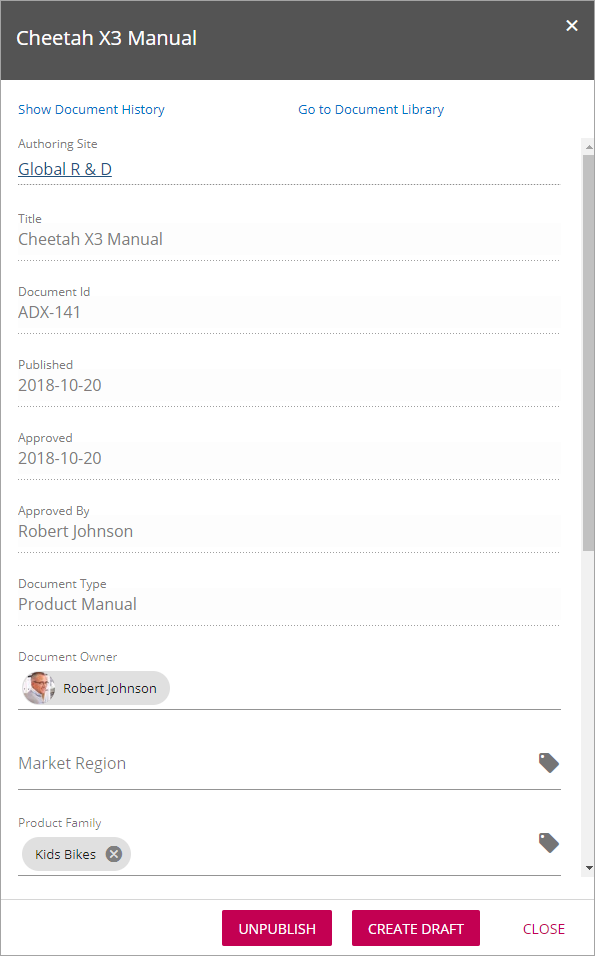 Cheetah X3 Manual
Show Document History
Go to Document Library
Authoring Site
Global R & D
Title
Cheetah X3 Manual
Document Id
ADX-141
Published
2018-10-20
Approved
2018-10-20
Approved By
Robert Johnson
Document Type
Product Manual
Document Owner
Robert Johnson
Market Region
Product Family
Kids Bikes
UNPUBLISH
CREATE DRAFT
CLOSE